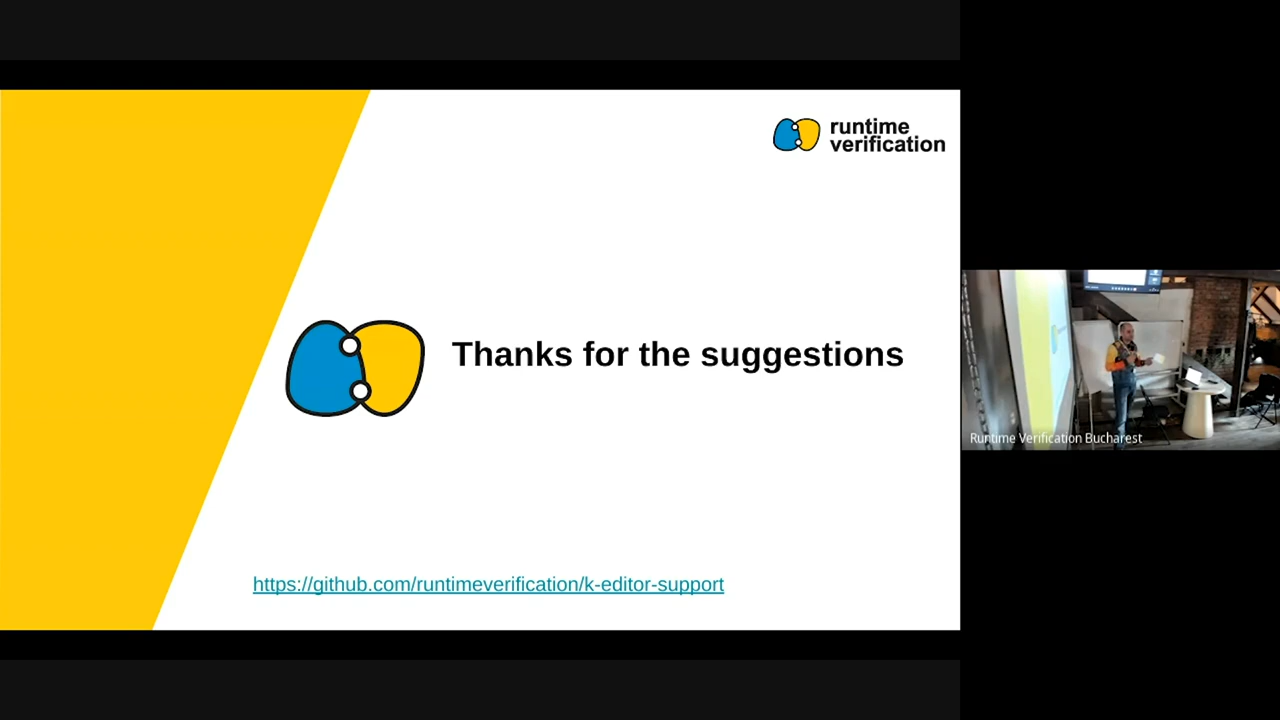 runtime
verification
Thanks for the suggestions
https://github.com/runtimeverification/k-editor-support
Runtime Verification Bucharest